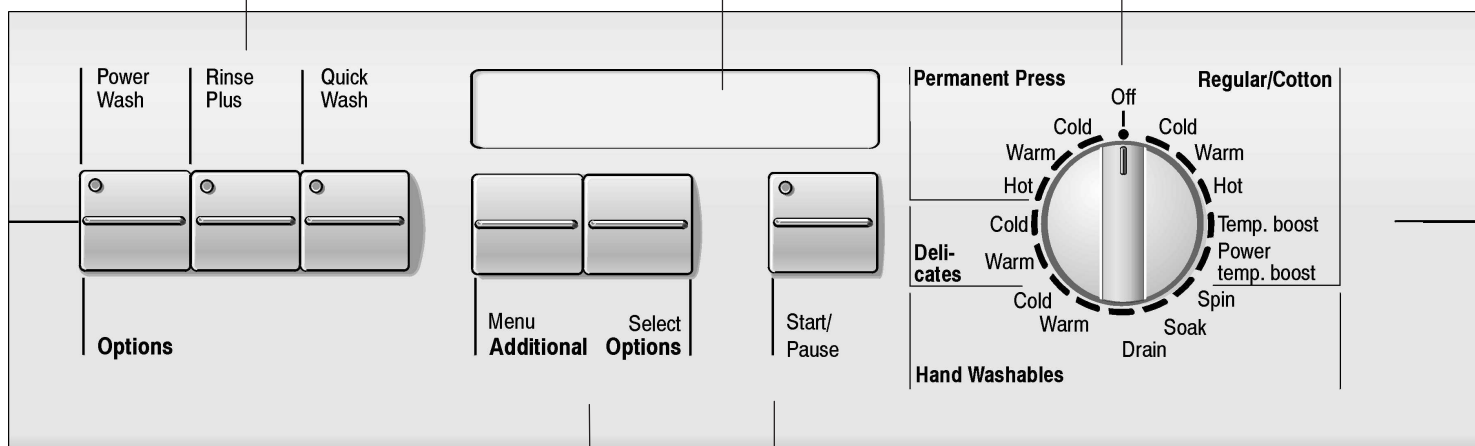 Power
Wash
Rinse
Plus
Quick
Wash
Options
Menu
Select
Additional Options
Start/
Pause
Permanent Press
Regular/Cotton
Off
Cold
Cold
Warm
Warm
Hot
Hot
Cold
Temp. boost
Deli-
cates
Warm
Power
temp. boost
Cold
Spin
Warm
Soak
Drain
Hand Washables